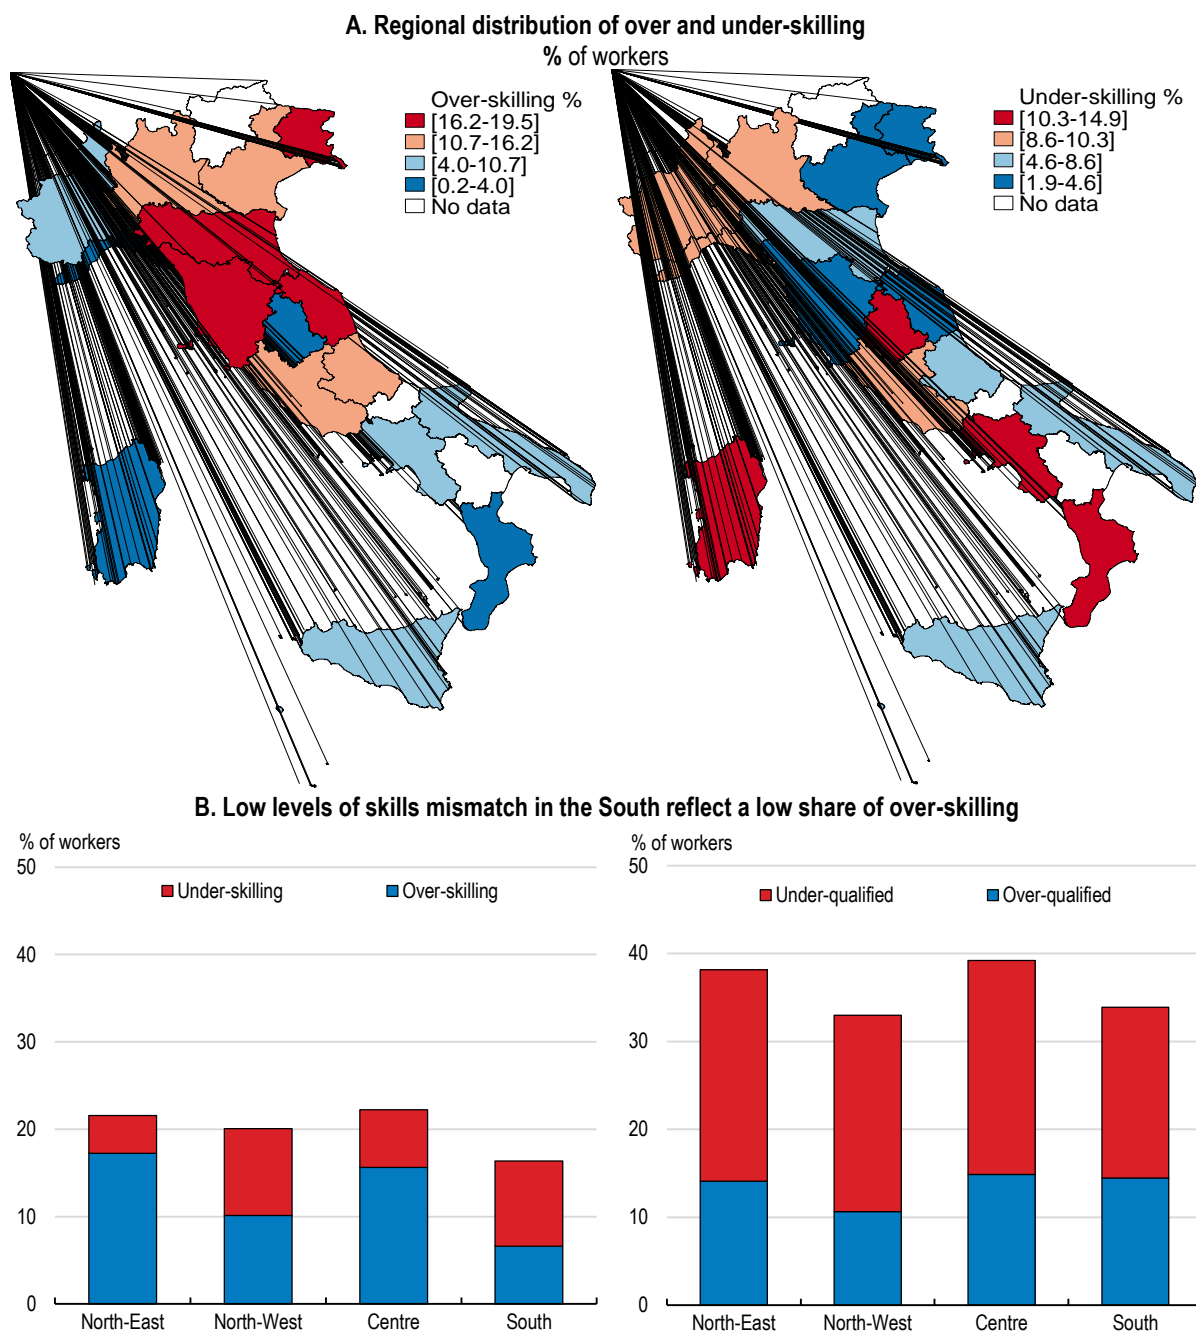 A. Regional distribution of over and under-skilling
% of workers
Over-skilling %
[16.2-19.5]
[10.7-16.2]
[4.0-10.7]
[0.2-4.0]
No data
Under-skilling %
[10.3-14.9]
[8.6-10.3]
[4.6-8.6]
[1.9-4.6]
No data
B. Low levels of skills mismatch in the South reflect a low share of over-skilling
% of workers
50
Under-skilling Over-skilling
40
30
20
10
0
North-East North-West Centre South
% of workers
50
Under-qualified Over-qualified
40
30
20
10
0
North-East North-West Centre South